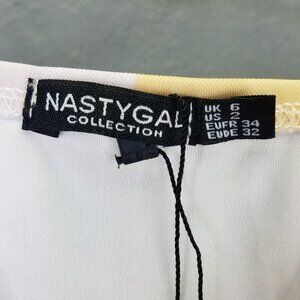 NASTYGAL
COLLECTION
UK 6
US 2
EUFR 34
EUDE 32